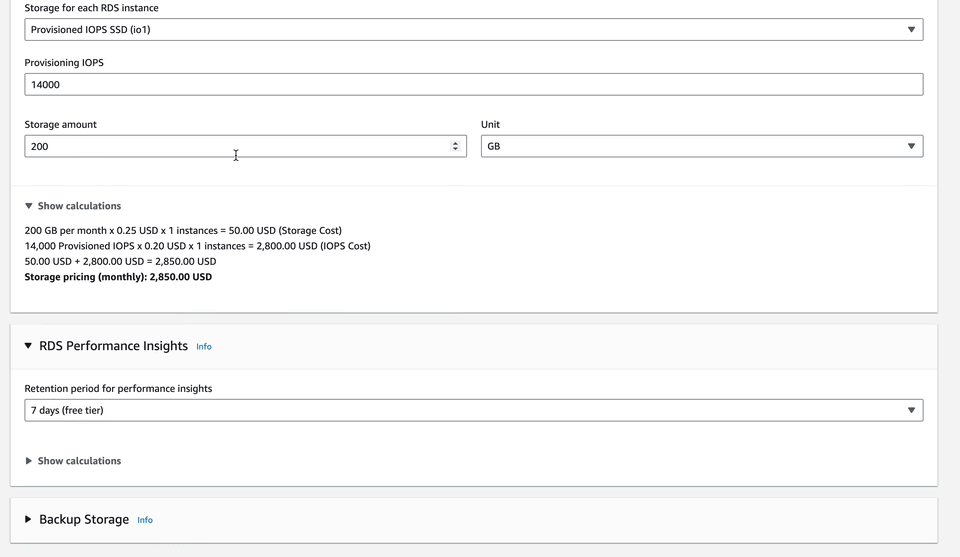 Storage for each RDS instance
Provisioned IOPS SSD (io1)
Provisioning IOPS
14000
Storage amount
Unit
200
GB
Show calculations
200 GB per month x 0.25 USD x 1 instances = 50.00 USD (Storage Cost)
14,000 Provisioned IOPS x 0.20 USD x 1 instances = 2,800.00 USD (IOPS Cost)
50.00 USD + 2,800.00 USD = 2,850.00 USD
Storage pricing (monthly): 2,850.00 USD
RDS Performance Insights Info
Retention period for performance insights
7 days (free tier)
Show calculations
Backup Storage Info